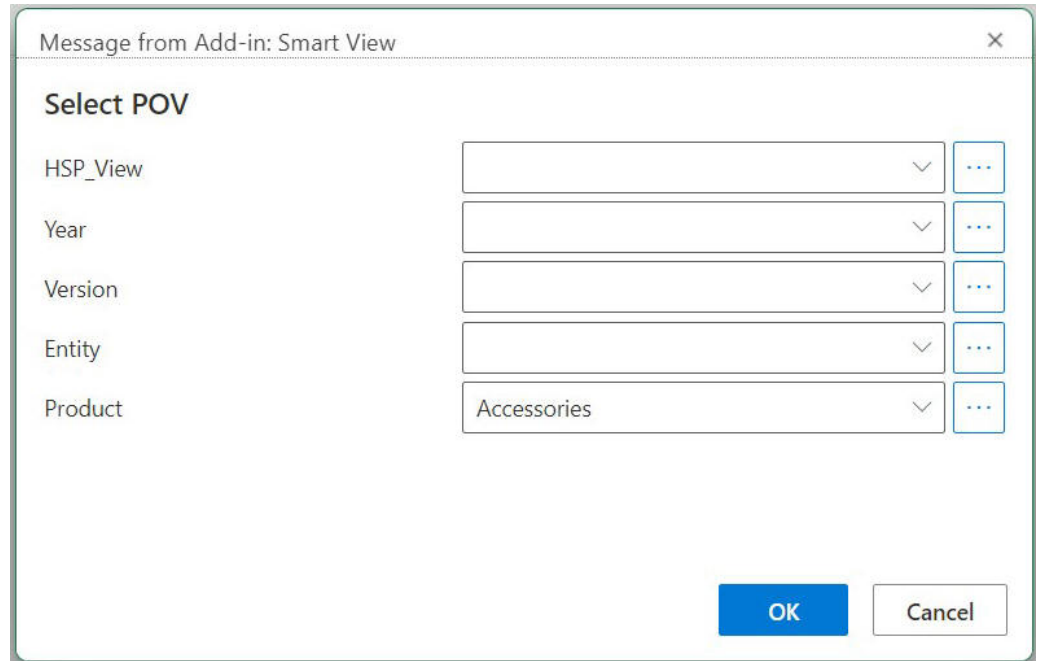 Message from Add-in: Smart View
Select POV
HSP_View ...
Year ...
Version ...
Entity ...
Product Accessories ...
OK Cancel